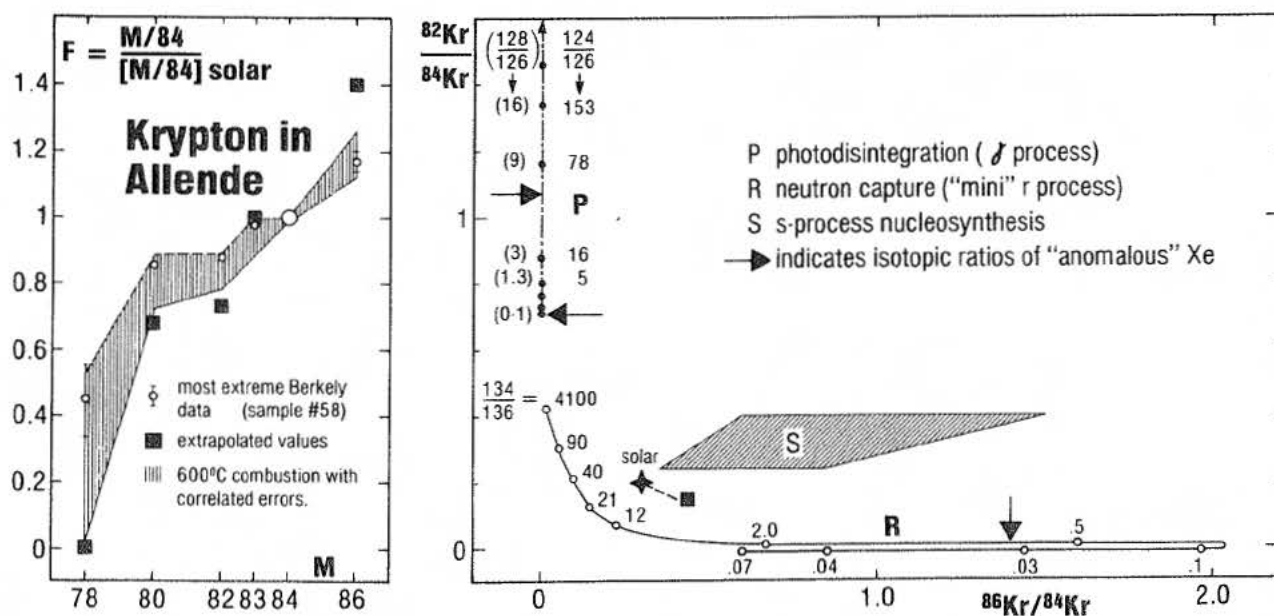 F = M/84
[M/84] solar
1.4
1.2
1
0.8
0.6
0.4
0.2
0
Krypton in
Allende
most extreme Berkely
data (sample #58)
extrapolated values
600°C combustion with
correlated errors.
M
78 80 82 83 84 86
82Kr
84Kr
1
0
(128/126) 124/126
(16) 153
(9) 78
P
(3) 16
(1.3) 5
(0·1)
P photodisintegration (γ process)
R neutron capture ("mini" r process)
S s-process nucleosynthesis
indicates isotopic ratios of "anomalous" Xe
134/136 = 4100
90
40
21
12
solar
S
R
2.0 .5
.07 .04 .03 .1
0 1.0 2.0
86Kr/84Kr